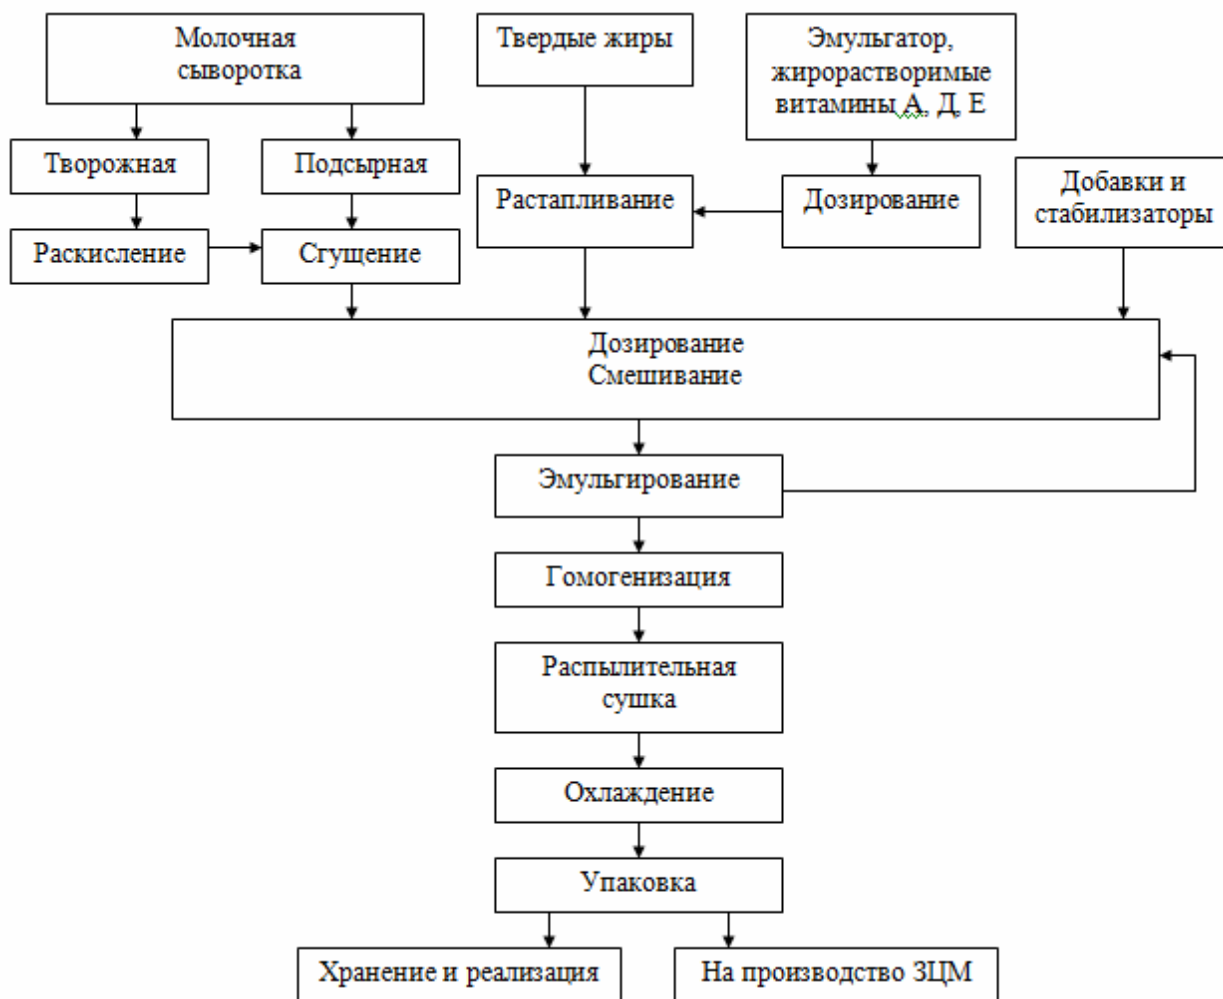 Молочная
сыворотка
Твердые жиры
Эмульгатор,
жирорастворимые
витамины А, Д, Е
Творожная
Подсырная
Добавки и
стабилизаторы
Растапливание
Дозирование
Раскисление
Сгущение
Дозирование
Смешивание
Эмульгирование
Гомогенизация
Распылительная
сушка
Охлаждение
Упаковка
Хранение и реализация
На производство ЗЦМ